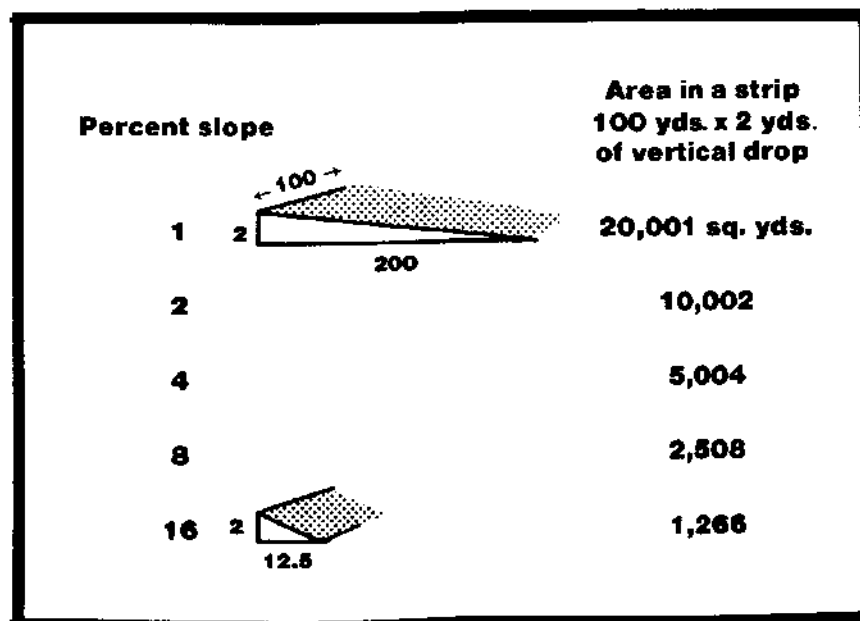 Percent slope
Area in a strip
100 yds. x 2 yds.
of vertical drop
← 100 →
1
2
200
20,001 sq. yds.
2
10,002
4
5,004
8
2,508
16
2
12.5
1,266